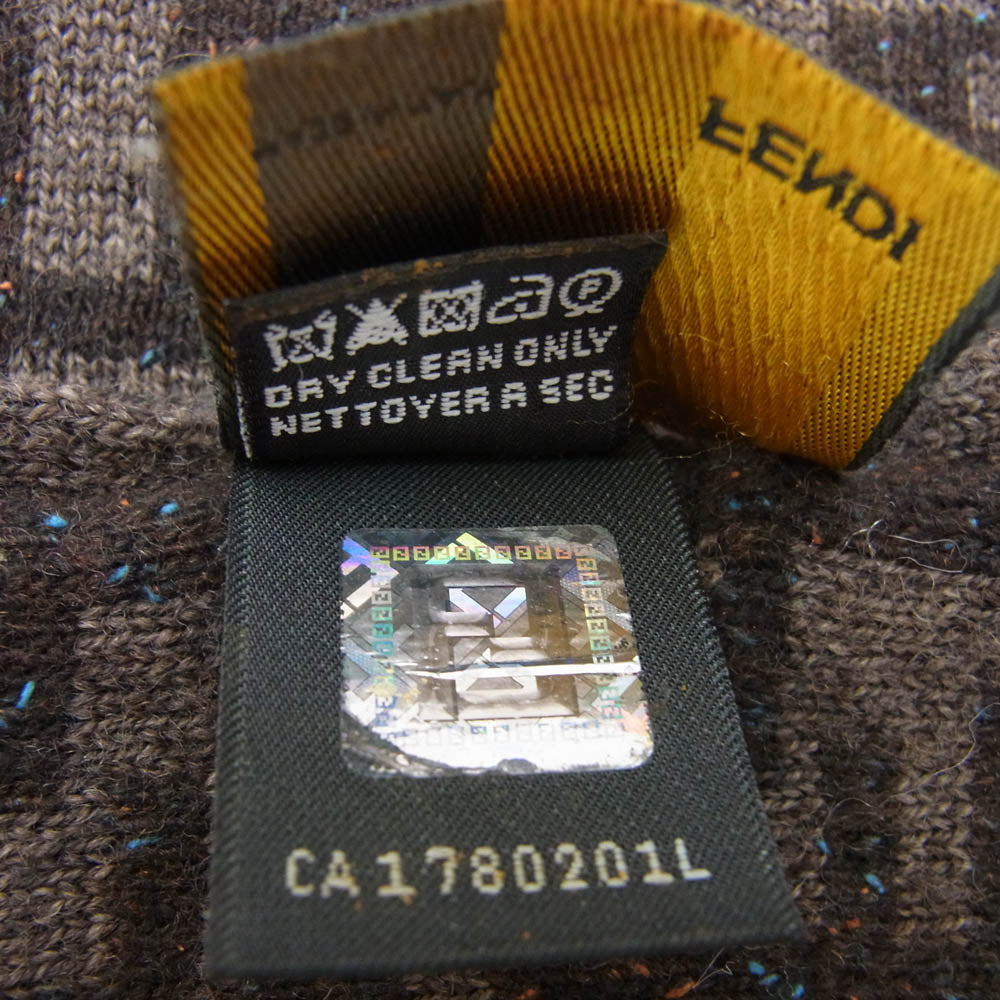 FENDI
DRY CLEAN ONLY
NETTOYER A SEC
CA1780201L